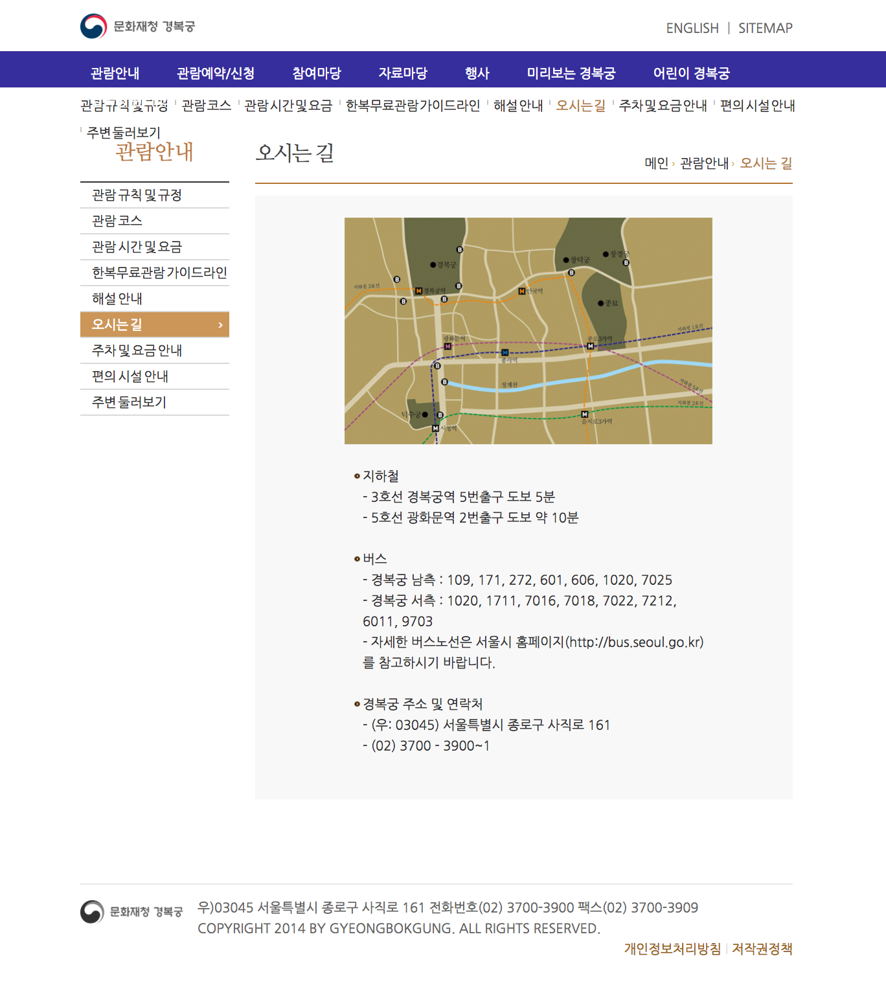 문화재청 경복궁
ENGLISH | SITEMAP
관람안내 관람예약/신청 참여마당 자료마당 행사 미리보는 경복궁 어린이 경복궁
관람 규칙 및 규정 관람 코스 관람 시간 및 요금 한복무료관람 가이드라인 해설 안내 오시는 길 주차 및 요금 안내 편의 시설 안내
주변 둘러보기
관람안내
관람 규칙 및 규정
관람 코스
관람 시간 및 요금
한복무료관람 가이드라인
해설 안내
오시는 길 ›
주차 및 요금 안내
편의 시설 안내
주변 둘러보기
오시는 길
메인 › 관람안내 › 오시는 길
B
창경궁
창덕궁
B
경복궁
B
B
지하철 3호선
B
M 경복궁역
M 안국역
B
B
종묘
지하철 1호선
광화문역
M
종로3가역
M
M
종각역
B
B
청계천
지하철 5호선
지하철 2호선
덕수궁
B
M
을지로3가역
M 시청역
지하철
- 3호선 경복궁역 5번출구 도보 5분
- 5호선 광화문역 2번출구 도보 약 10분
버스
- 경복궁 남측 : 109, 171, 272, 601, 606, 1020, 7025
- 경복궁 서측 : 1020, 1711, 7016, 7018, 7022, 7212,
6011, 9703
- 자세한 버스노선은 서울시 홈페이지(http://bus.seoul.go.kr)
를 참고하시기 바랍니다.
경복궁 주소 및 연락처
- (우: 03045) 서울특별시 종로구 사직로 161
- (02) 3700 - 3900~1
문화재청 경복궁
우)03045 서울특별시 종로구 사직로 161 전화번호(02) 3700-3900 팩스(02) 3700-3909
COPYRIGHT 2014 BY GYEONGBOKGUNG. ALL RIGHTS RESERVED.
개인정보처리방침 | 저작권정책